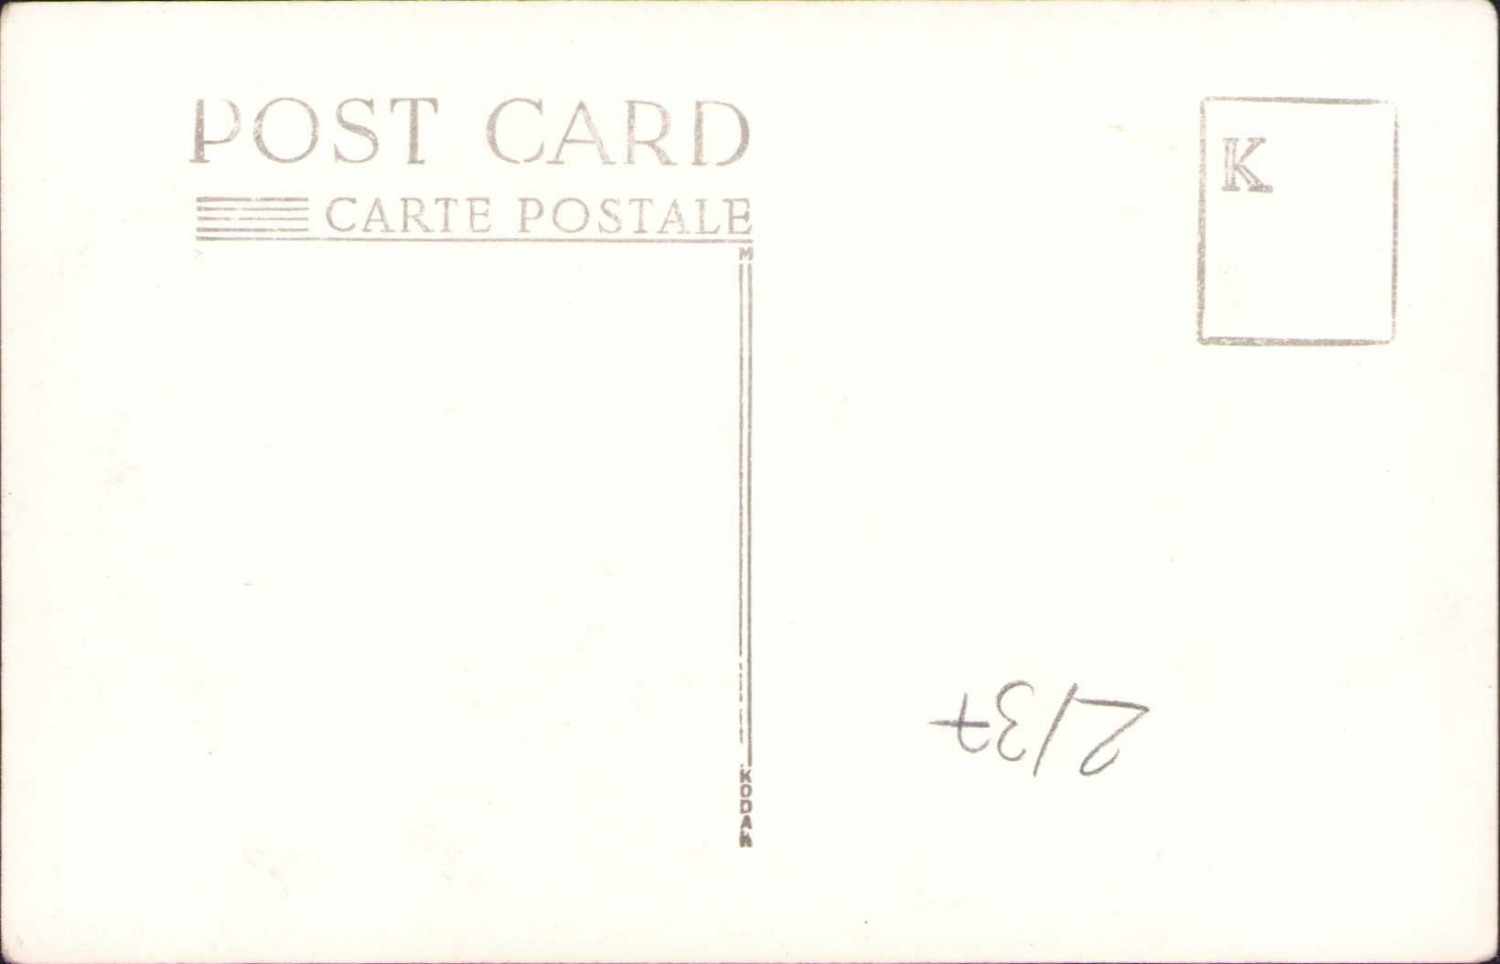 POST CARD
CARTE POSTALE
K
M
KODAK
2/37